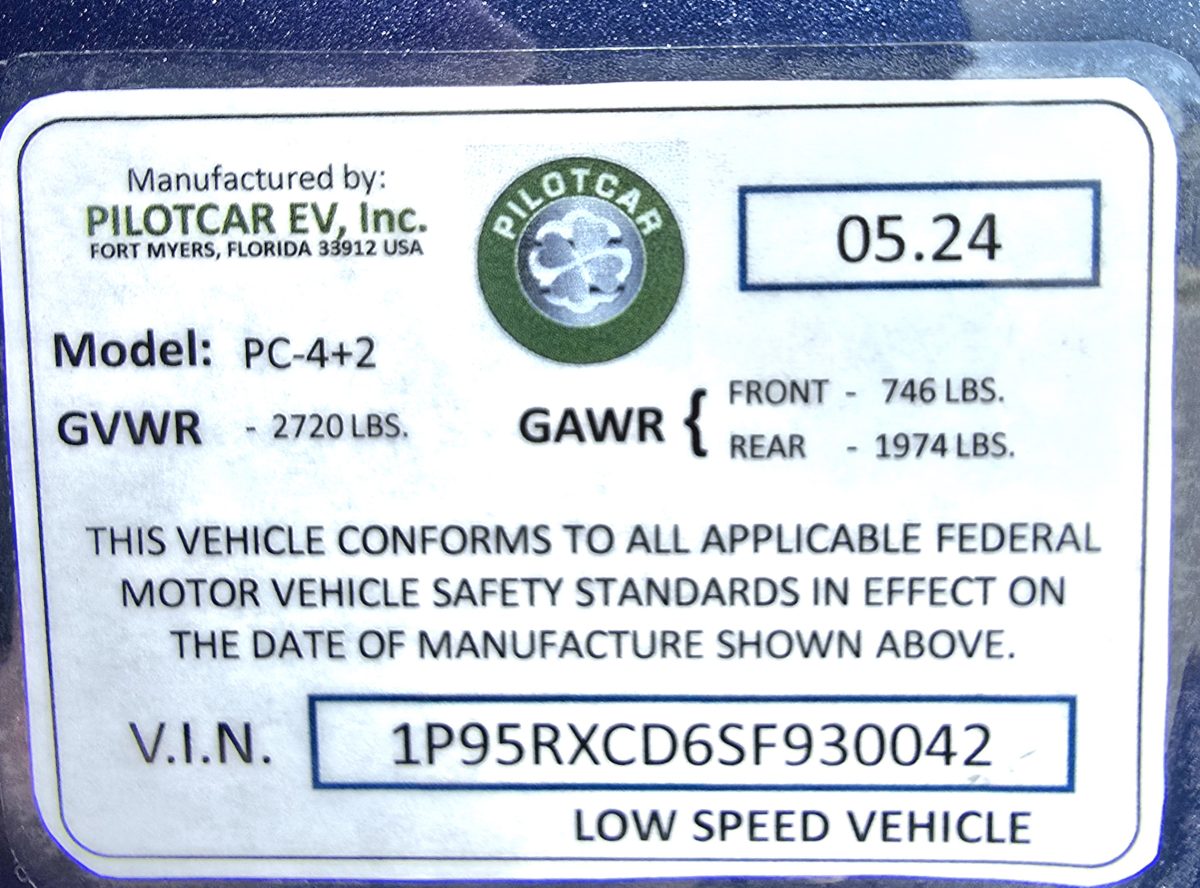 Manufactured by:
PILOTCAR EV, Inc.
FORT MYERS, FLORIDA 33912 USA
PILOTCAR
05.24
Model: PC-4+2
GVWR - 2720 LBS.
GAWR { FRONT - 746 LBS.
REAR - 1974 LBS.
THIS VEHICLE CONFORMS TO ALL APPLICABLE FEDERAL
MOTOR VEHICLE SAFETY STANDARDS IN EFFECT ON
THE DATE OF MANUFACTURE SHOWN ABOVE.
V.I.N. 1P95RXCD6SF930042
LOW SPEED VEHICLE